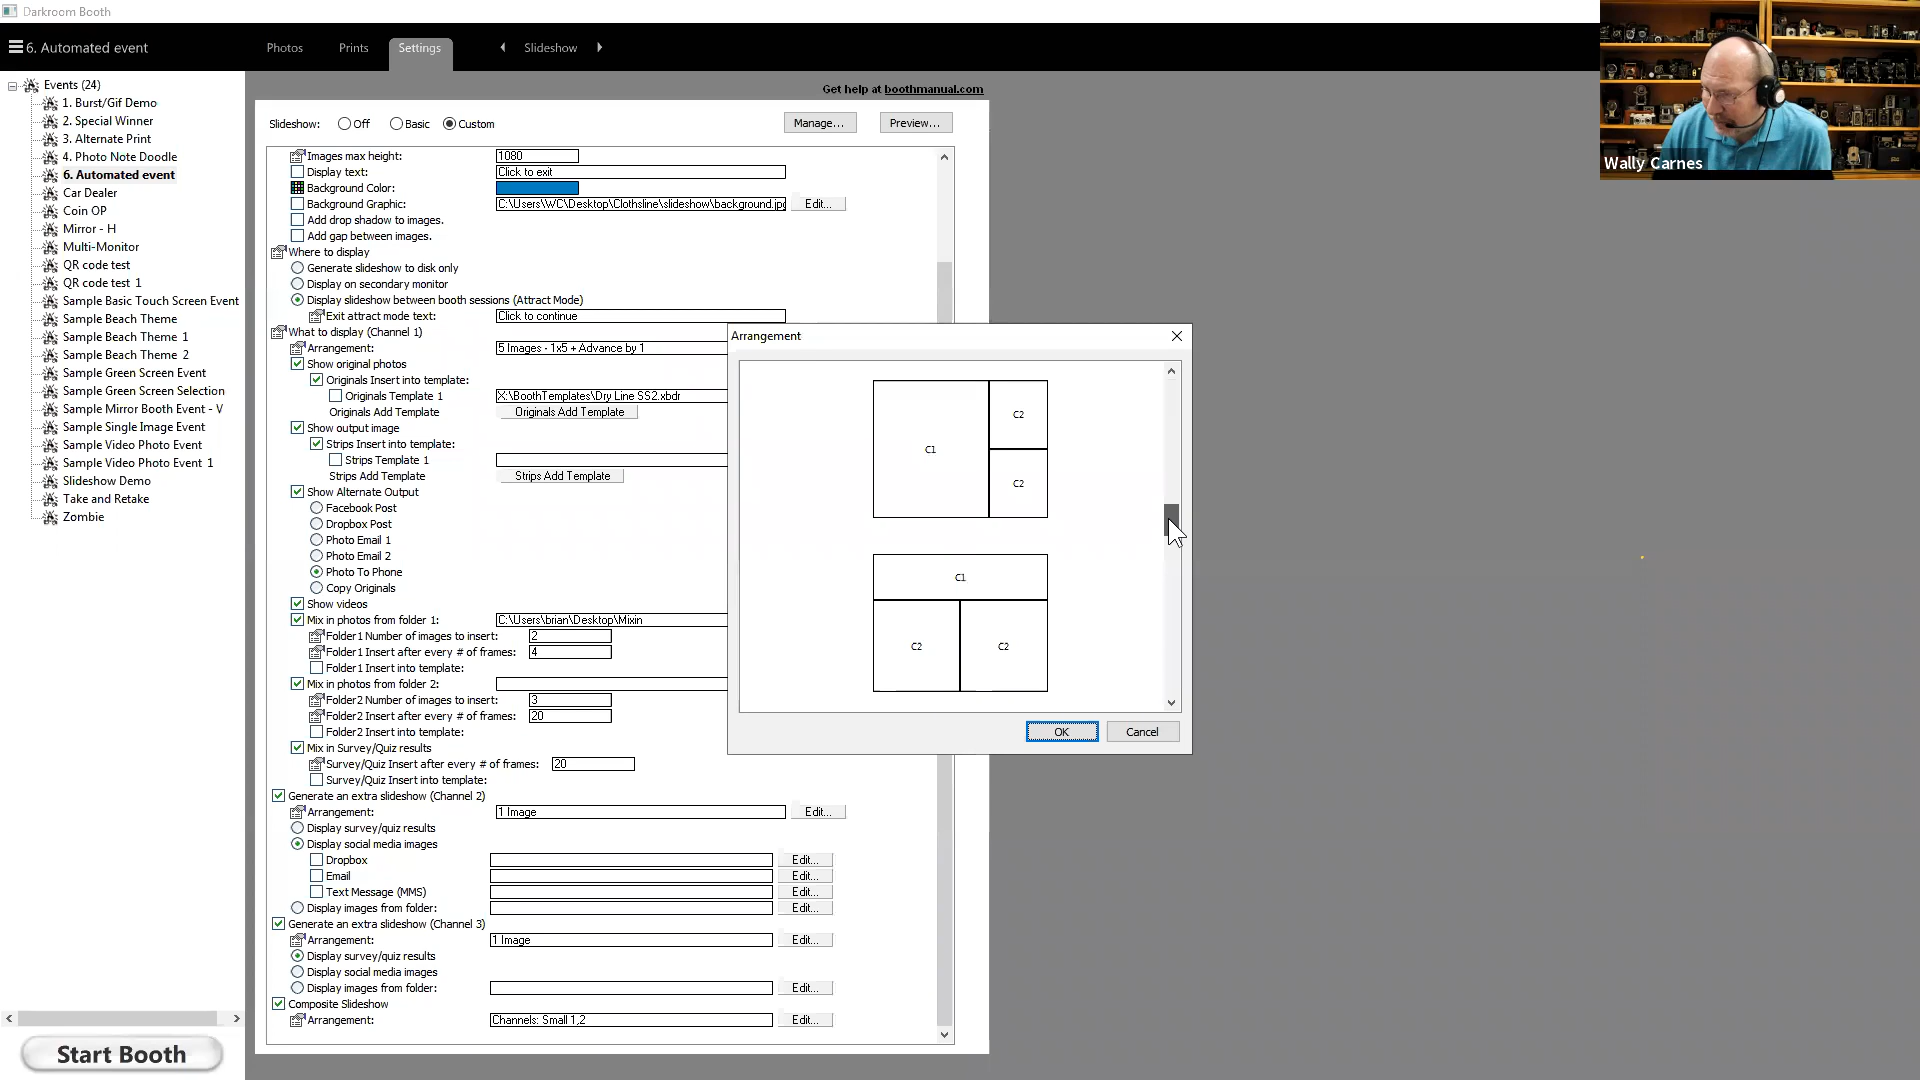 Darkroom Booth
6. Automated event
Photos
Prints
Settings
Slideshow
Wally Carnes
Events (24)
1. Burst/Gif Demo
2. Special Winner
3. Alternate Print
4. Photo Note Doodle
6. Automated event
Car Dealer
Coin OP
Mirror - H
Multi-Monitor
QR code test
QR code test 1
Sample Basic Touch Screen Event
Sample Beach Theme
Sample Beach Theme 1
Sample Beach Theme 2
Sample Green Screen Event
Sample Green Screen Selection
Sample Mirror Booth Event - V
Sample Single Image Event
Sample Video Photo Event
Sample Video Photo Event 1
Slideshow Demo
Take and Retake
Zombie
Start Booth
Get help at boothmanual.com
Slideshow: Off Basic Custom Manage... Preview...
Images max height: 1080
Display text: Click to exit
Background Color:
Background Graphic: C:\Users\WC\Desktop\Clothsline\slideshow\background.jpg Edit...
Add drop shadow to images.
Add gap between images.
Where to display
Generate slideshow to disk only
Display on secondary monitor
Display slideshow between booth sessions (Attract Mode)
Exit attract mode text: Click to continue
What to display (Channel 1)
Arrangement: 5 Images - 1x5 + Advance by 1
Show original photos
Originals Insert into template:
Originals Template 1 X:\BoothTemplates\Dry Line SS2.xbdr
Originals Add Template Originals Add Template
Show output image
Strips Insert into template:
Strips Template 1
Strips Add Template Strips Add Template
Show Alternate Output
Facebook Post
Dropbox Post
Photo Email 1
Photo Email 2
Photo To Phone
Copy Originals
Show videos
Mix in photos from folder 1: C:\Users\brian\Desktop\Mixin
Folder1 Number of images to insert: 2
Folder1 Insert after every # of frames: 4
Folder1 Insert into template:
Mix in photos from folder 2:
Folder2 Number of images to insert: 3
Folder2 Insert after every # of frames: 20
Folder2 Insert into template:
Mix in Survey/Quiz results
Survey/Quiz Insert after every # of frames: 20
Survey/Quiz Insert into template:
Generate an extra slideshow (Channel 2)
Arrangement: 1 Image Edit...
Display survey/quiz results
Display social media images
Dropbox Edit...
Email Edit...
Text Message (MMS) Edit...
Display images from folder: Edit...
Generate an extra slideshow (Channel 3)
Arrangement: 1 Image Edit...
Display survey/quiz results
Display social media images
Display images from folder: Edit...
Composite Slideshow
Arrangement: Channels: Small 1,2 Edit...
Arrangement
C1
C2
C2
C1
C2 C2
OK Cancel